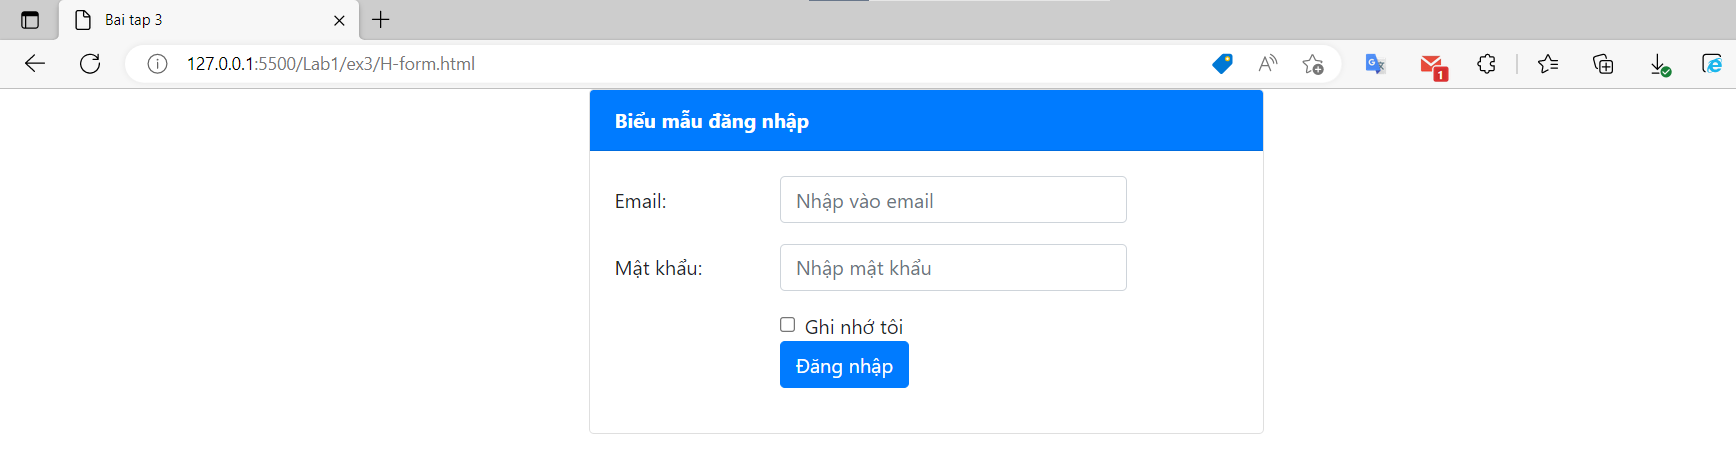 Bai tap 3
127.0.0.1:5500/Lab1/ex3/H-form.html
1
Biểu mẫu đăng nhập
Email:
Nhập vào email
Mật khẩu:
Nhập mật khẩu
Ghi nhớ tôi
Đăng nhập